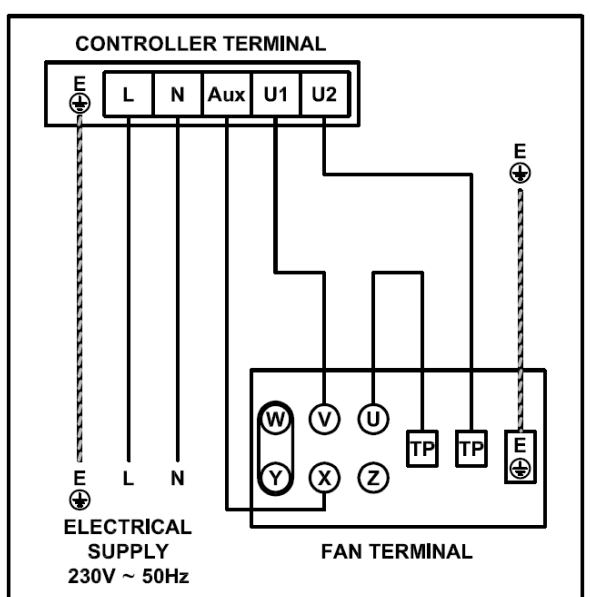 CONTROLLER TERMINAL
E
L N Aux U1 U2
E
W V U
TP TP E
Y X Z
E L N
ELECTRICAL
SUPPLY
230V ~ 50Hz
FAN TERMINAL